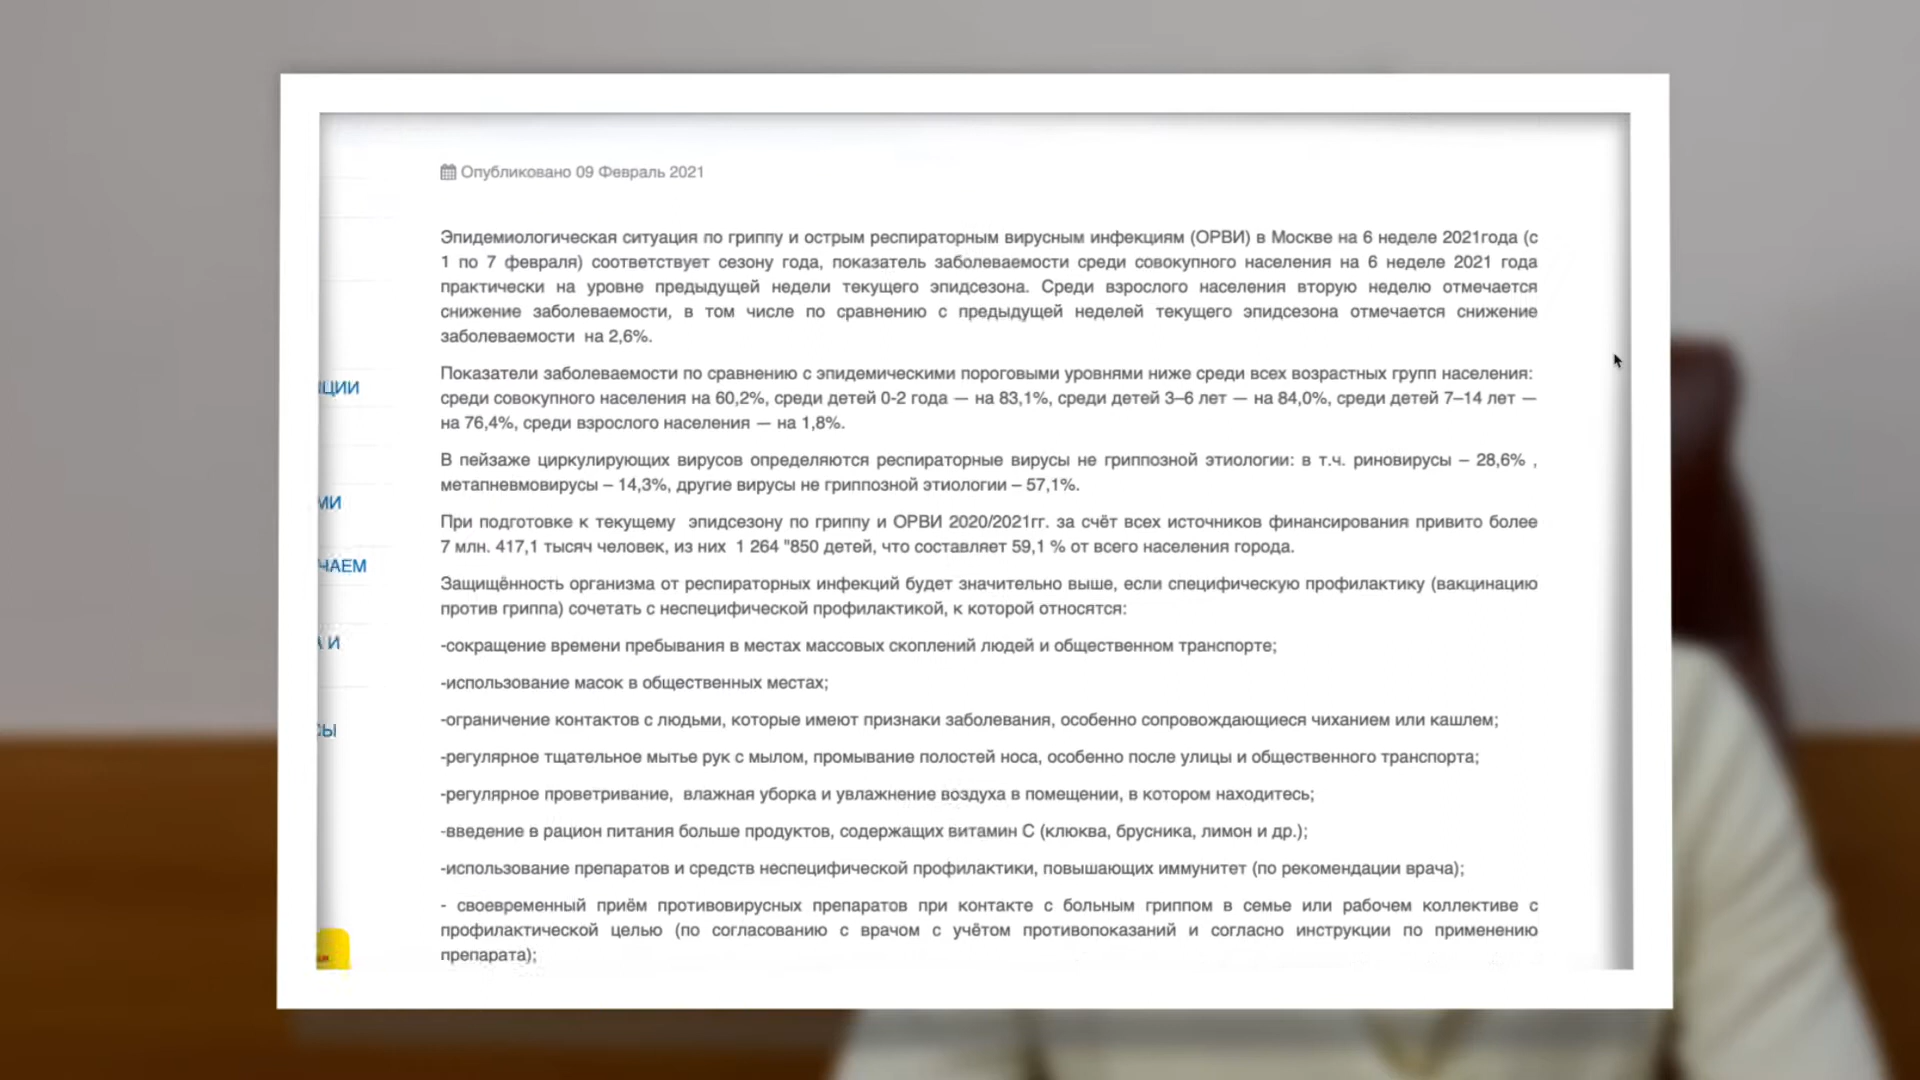 Опубликовано 09 Февраль 2021
Эпидемиологическая ситуация по гриппу и острым респираторным вирусным инфекциям (ОРВИ) в Москве на 6 неделе 2021года (с
1 по 7 февраля) соответствует сезону года, показатель заболеваемости среди совокупного населения на 6 неделе 2021 года
практически на уровне предыдущей недели текущего эпидсезона. Среди взрослого населения вторую неделю отмечается
снижение заболеваемости, в том числе по сравнению с предыдущей неделей текущего эпидсезона отмечается снижение
заболеваемости на 2,6%.
Показатели заболеваемости по сравнению с эпидемическими пороговыми уровнями ниже среди всех возрастных групп населения:
среди совокупного населения на 60,2%, среди детей 0-2 года — на 83,1%, среди детей 3–6 лет — на 84,0%, среди детей 7–14 лет —
на 76,4%, среди взрослого населения — на 1,8%.
В пейзаже циркулирующих вирусов определяются респираторные вирусы не гриппозной этиологии: в т.ч. риновирусы – 28,6% ,
метапневмовирусы – 14,3%, другие вирусы не гриппозной этиологии – 57,1%.
При подготовке к текущему эпидсезону по гриппу и ОРВИ 2020/2021гг. за счёт всех источников финансирования привито более
7 млн. 417,1 тысяч человек, из них 1 264 "850 детей, что составляет 59,1 % от всего населения города.
Защищённость организма от респираторных инфекций будет значительно выше, если специфическую профилактику (вакцинацию
против гриппа) сочетать с неспецифической профилактикой, к которой относятся:
-сокращение времени пребывания в местах массовых скоплений людей и общественном транспорте;
-использование масок в общественных местах;
-ограничение контактов с людьми, которые имеют признаки заболевания, особенно сопровождающиеся чиханием или кашлем;
-регулярное тщательное мытье рук с мылом, промывание полостей носа, особенно после улицы и общественного транспорта;
-регулярное проветривание, влажная уборка и увлажнение воздуха в помещении, в котором находитесь;
-введение в рацион питания больше продуктов, содержащих витамин С (клюква, брусника, лимон и др.);
-использование препаратов и средств неспецифической профилактики, повышающих иммунитет (по рекомендации врача);
- своевременный приём противовирусных препаратов при контакте с больным гриппом в семье или рабочем коллективе с
профилактической целью (по согласованию с врачом с учётом противопоказаний и согласно инструкции по применению
препарата);